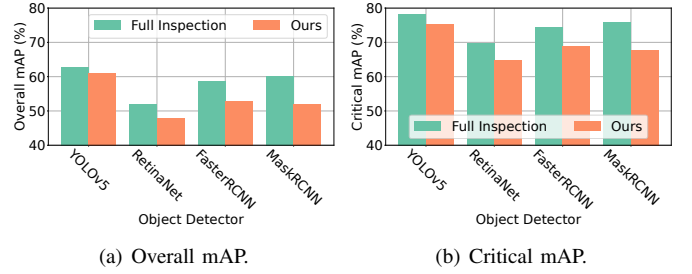 80
70
60
50
40
Overall mAP (%)
Full Inspection
Ours
YOLOv5
RetinaNet
FasterRCNN
MaskRCNN
Object Detector
(a) Overall mAP.
80
70
60
50
40
Critical mAP (%)
Full Inspection
Ours
YOLOv5
RetinaNet
FasterRCNN
MaskRCNN
Object Detector
(b) Critical mAP.